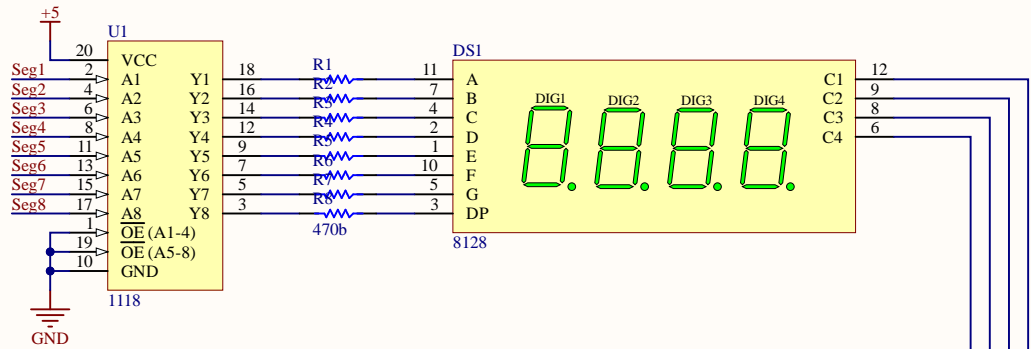 +5
U1
20 VCC
Seg1 2 A1 Y1 18 R1 11 A
Seg2 4 A2 Y2 16 R2 7 B
Seg3 6 A3 Y3 14 R3 4 C
Seg4 8 A4 Y4 12 R4 2 D
Seg5 11 A5 Y5 9 R5 1 E
Seg6 13 A6 Y6 7 R6 10 F
Seg7 15 A7 Y7 5 R7 5 G
Seg8 17 A8 Y8 3 R8 3 DP
1 OE (A1-4)
19 OE (A5-8)
10 GND
1118
GND
470b
DS1
DIG1 DIG2 DIG3 DIG4
C1 12
C2 9
C3 8
C4 6
8128